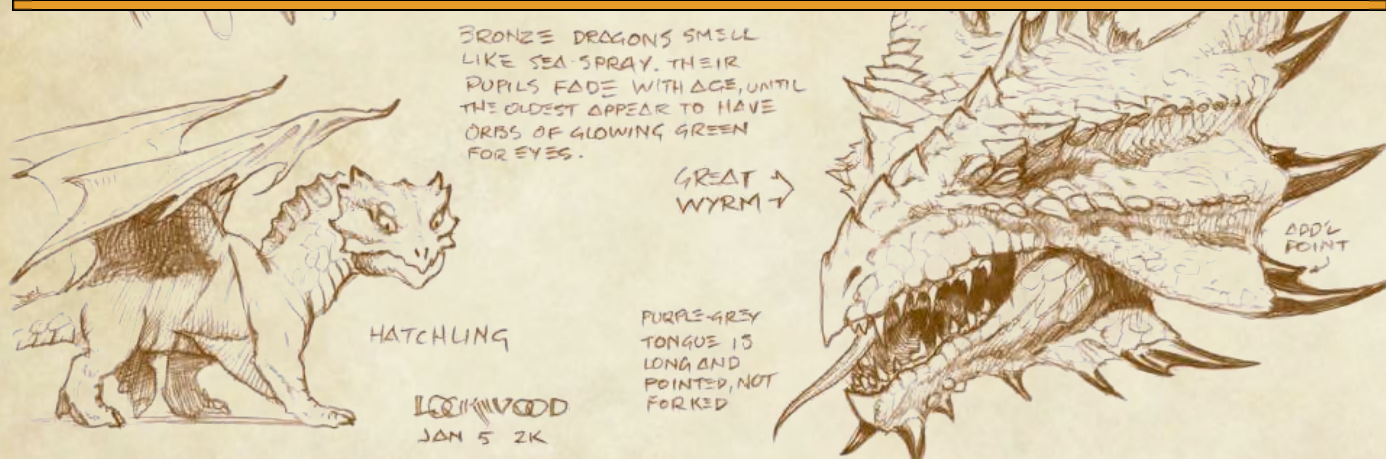 BRONZE DRAGONS SMELL
LIKE SEA SPRAY. THEIR
PUPILS FADE WITH AGE, UNTIL
THE OLDEST APPEAR TO HAVE
ORBS OF GLOWING GREEN
FOR EYES.
GREAT
WYRM
ADD'L
POINT
HATCHLING
PURPLE-GREY
TONGUE IS
LONG AND
POINTED, NOT
FORKED
LOCKWOOD
JAN 5 2K